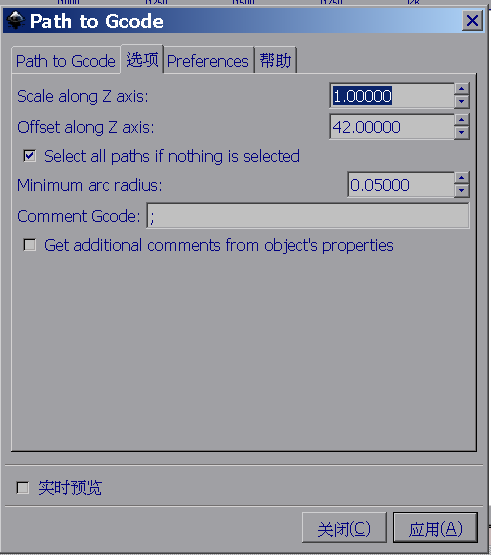 Path to Gcode
Path to Gcode 选项 Preferences 帮助
Scale along Z axis: 1.00000
Offset along Z axis: 42.00000
Select all paths if nothing is selected
Minimum arc radius: 0.05000
Comment Gcode: ;
Get additional comments from object's properties
实时预览
关闭(C) 应用(A)